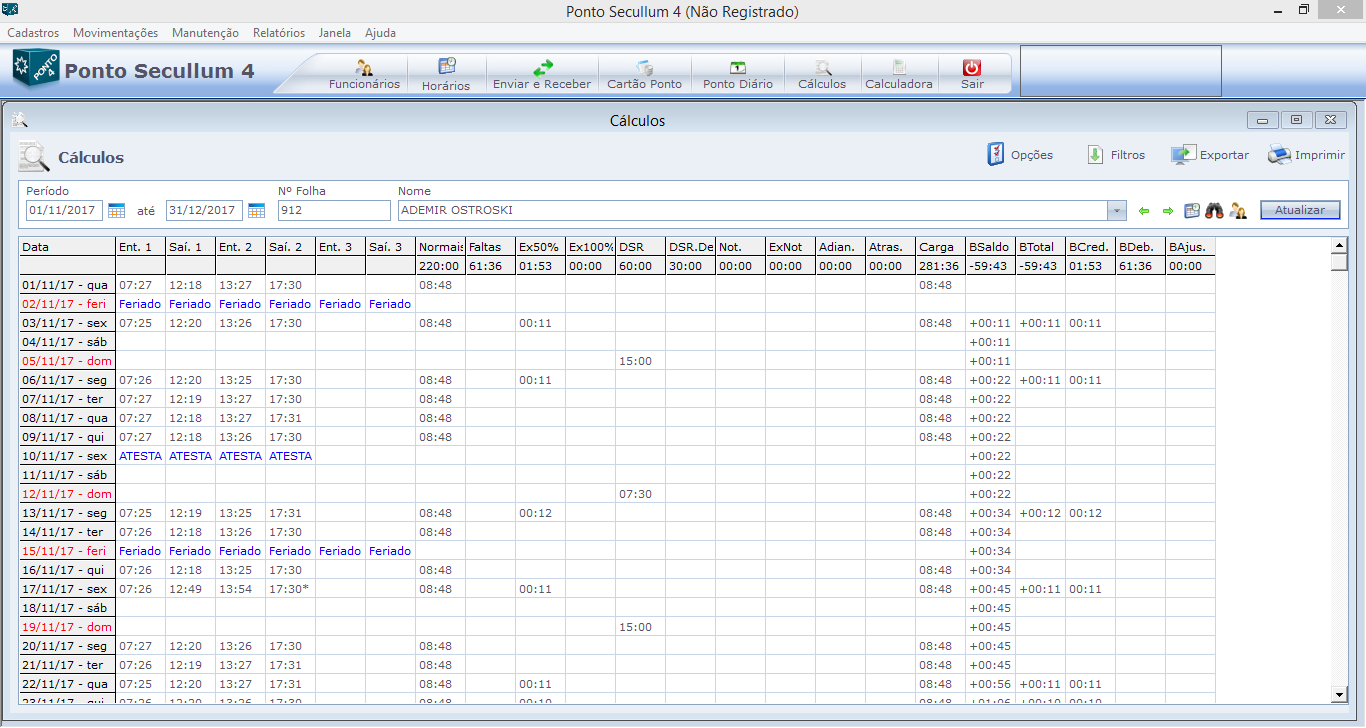 Ponto Secullum 4 (Não Registrado)
Cadastros Movimentações Manutenção Relatórios Janela Ajuda
PONTO 4 Ponto Secullum 4 Funcionários Horários Enviar e Receber Cartão Ponto Ponto Diário Cálculos Calculadora Sair
Cálculos
Cálculos Opções Filtros Exportar Imprimir
Período Nº Folha Nome
01/11/2017 até 31/12/2017 912 ADEMIR OSTROSKI Atualizar
Data Ent. 1 Saí. 1 Ent. 2 Saí. 2 Ent. 3 Saí. 3 Normais Faltas Ex50% Ex100% DSR DSR.De Not. ExNot Adian. Atras. Carga BSaldo BTotal BCred. BDeb. BAjus.
220:00 61:36 01:53 00:00 60:00 30:00 00:00 00:00 00:00 00:00 281:36 -59:43 -59:43 01:53 61:36 00:00
01/11/17 - qua 07:27 12:18 13:27 17:30 08:48 08:48
02/11/17 - feri Feriado Feriado Feriado Feriado Feriado Feriado
03/11/17 - sex 07:25 12:20 13:26 17:30 08:48 00:11 08:48 +00:11 +00:11 00:11
04/11/17 - sáb +00:11
05/11/17 - dom 15:00 +00:11
06/11/17 - seg 07:26 12:20 13:25 17:30 08:48 00:11 08:48 +00:22 +00:11 00:11
07/11/17 - ter 07:27 12:19 13:27 17:30 08:48 08:48 +00:22
08/11/17 - qua 07:27 12:18 13:27 17:31 08:48 08:48 +00:22
09/11/17 - qui 07:27 12:18 13:26 17:30 08:48 08:48 +00:22
10/11/17 - sex ATESTA ATESTA ATESTA ATESTA +00:22
11/11/17 - sáb +00:22
12/11/17 - dom 07:30 +00:22
13/11/17 - seg 07:25 12:19 13:25 17:31 08:48 00:12 08:48 +00:34 +00:12 00:12
14/11/17 - ter 07:26 12:18 13:26 17:30 08:48 08:48 +00:34
15/11/17 - feri Feriado Feriado Feriado Feriado Feriado Feriado +00:34
16/11/17 - qui 07:26 12:18 13:25 17:30 08:48 08:48 +00:34
17/11/17 - sex 07:26 12:49 13:54 17:30* 08:48 00:11 08:48 +00:45 +00:11 00:11
18/11/17 - sáb +00:45
19/11/17 - dom 15:00 +00:45
20/11/17 - seg 07:27 12:20 13:26 17:30 08:48 08:48 +00:45
21/11/17 - ter 07:26 12:19 13:27 17:31 08:48 08:48 +00:45
22/11/17 - qua 07:25 12:20 13:27 17:31 08:48 00:11 08:48 +00:56 +00:11 00:11